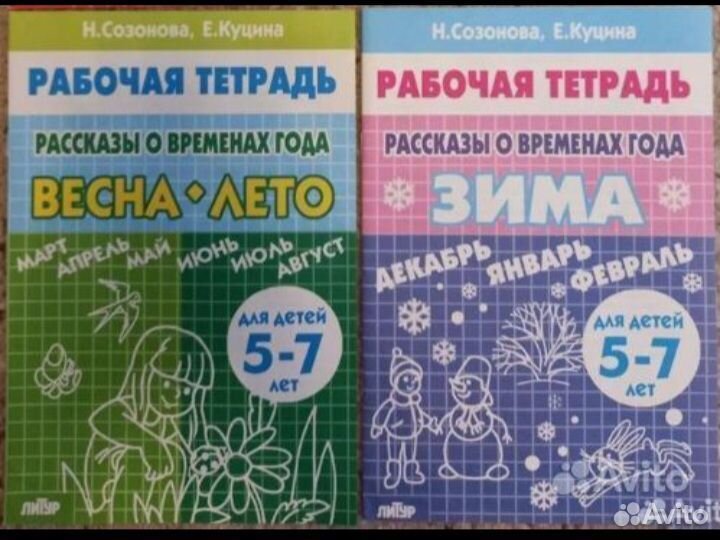 Н.Созонова, Е.Куцина
РАБОЧАЯ ТЕТРАДЬ
РАССКАЗЫ О ВРЕМЕНАХ ГОДА
ВЕСНА • ЛЕТО
МАРТ АПРЕЛЬ МАЙ ИЮНЬ ИЮЛЬ АВГУСТ
для детей
5-7
лет
ЛИТУР
Н.Созонова, Е.Куцина
РАБОЧАЯ ТЕТРАДЬ
РАССКАЗЫ О ВРЕМЕНАХ ГОДА
ЗИМА
ДЕКАБРЬ ЯНВАРЬ ФЕВРАЛЬ
для детей
5-7
лет
ЛИТУР
Avito
Avito